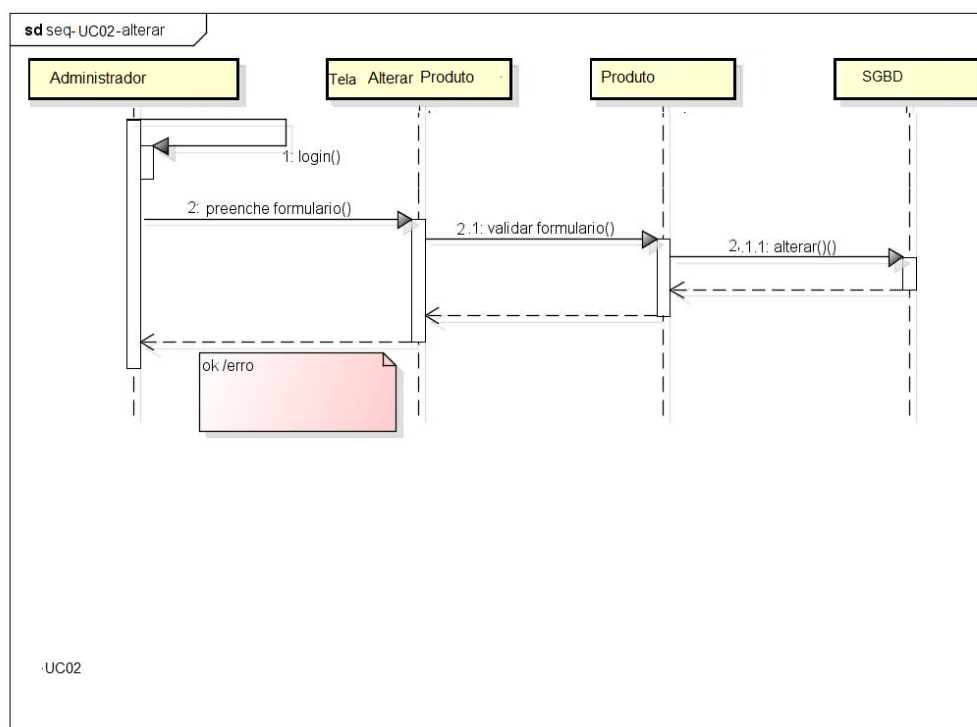 sd seq-UC02-alterar
Administrador
Tela Alterar Produto
Produto
SGBD
1: login()
2: preenche formulario()
2.1: validar formulario()
2.1.1: alterar()()
ok /erro
UC02